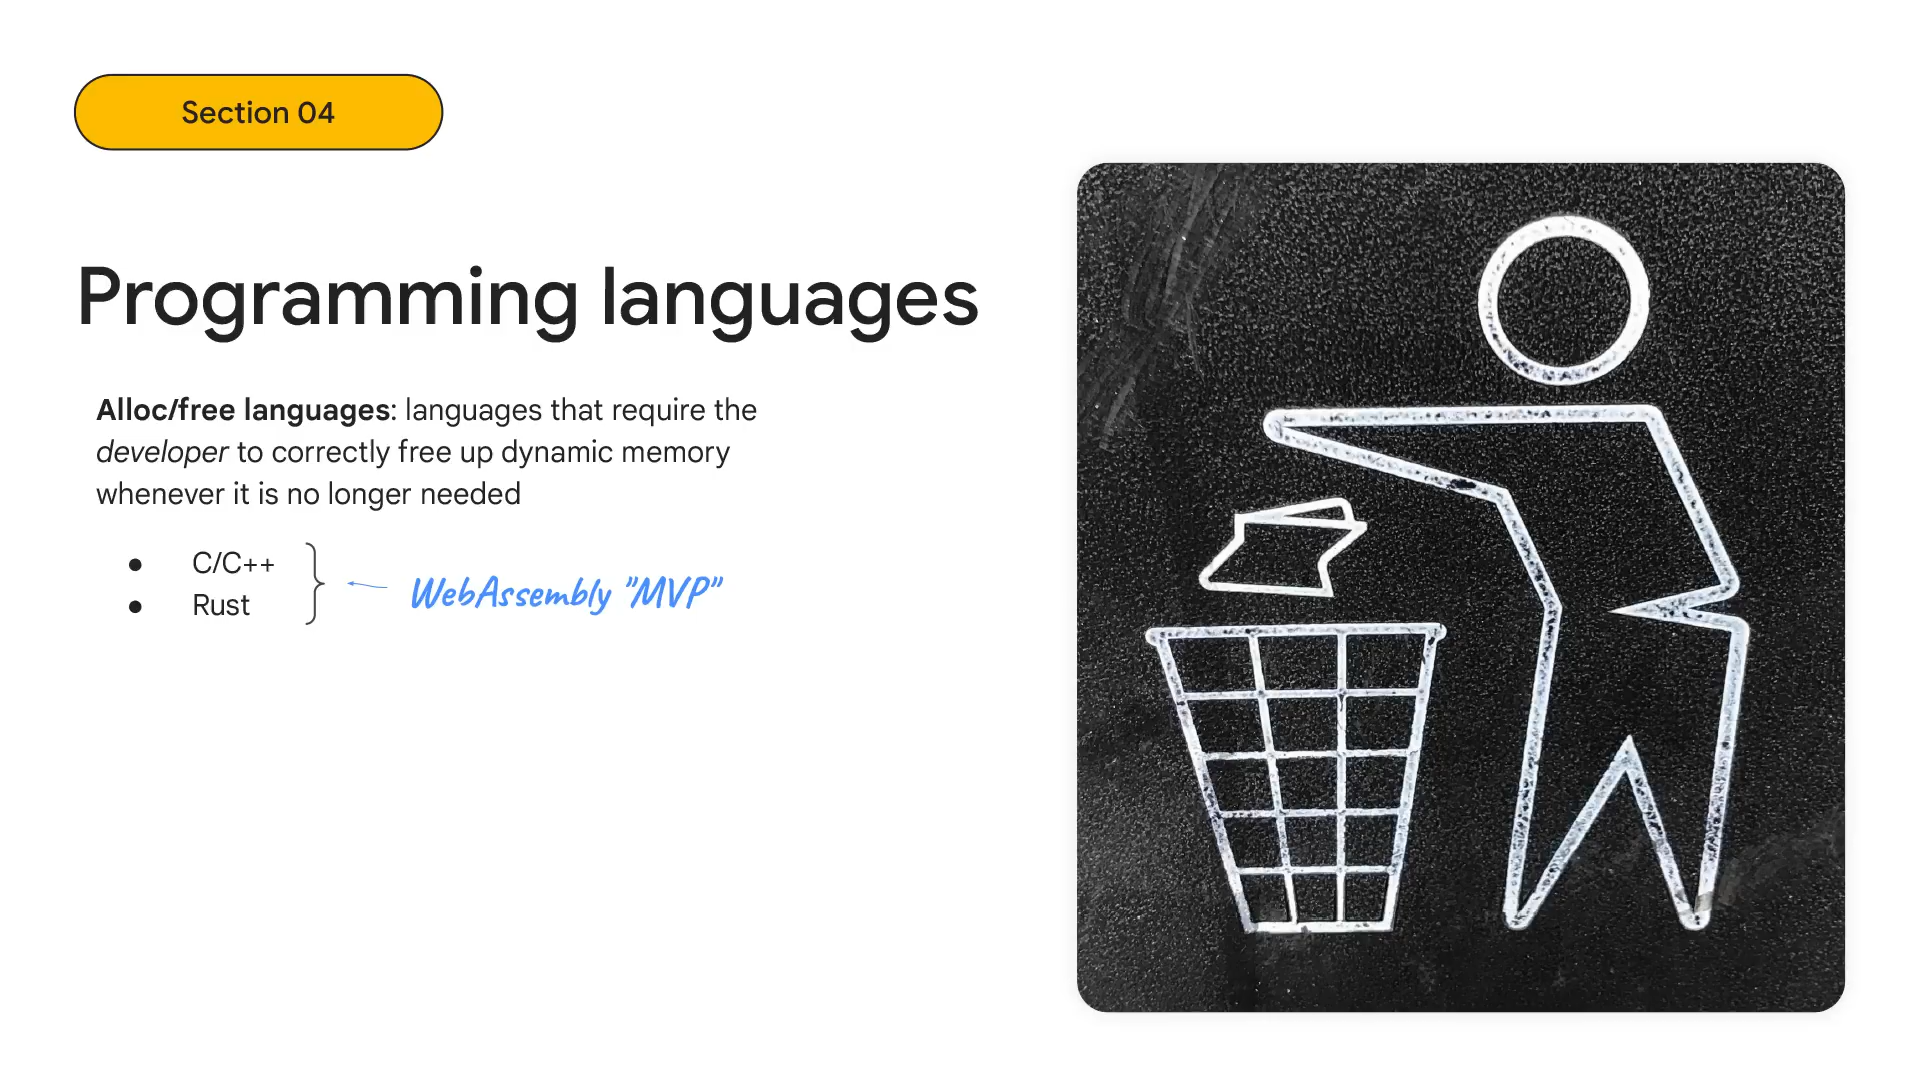 Section 04
Programming languages
Alloc/free languages: languages that require the
developer to correctly free up dynamic memory
whenever it is no longer needed
● C/C++
● Rust
WebAssembly "MVP"